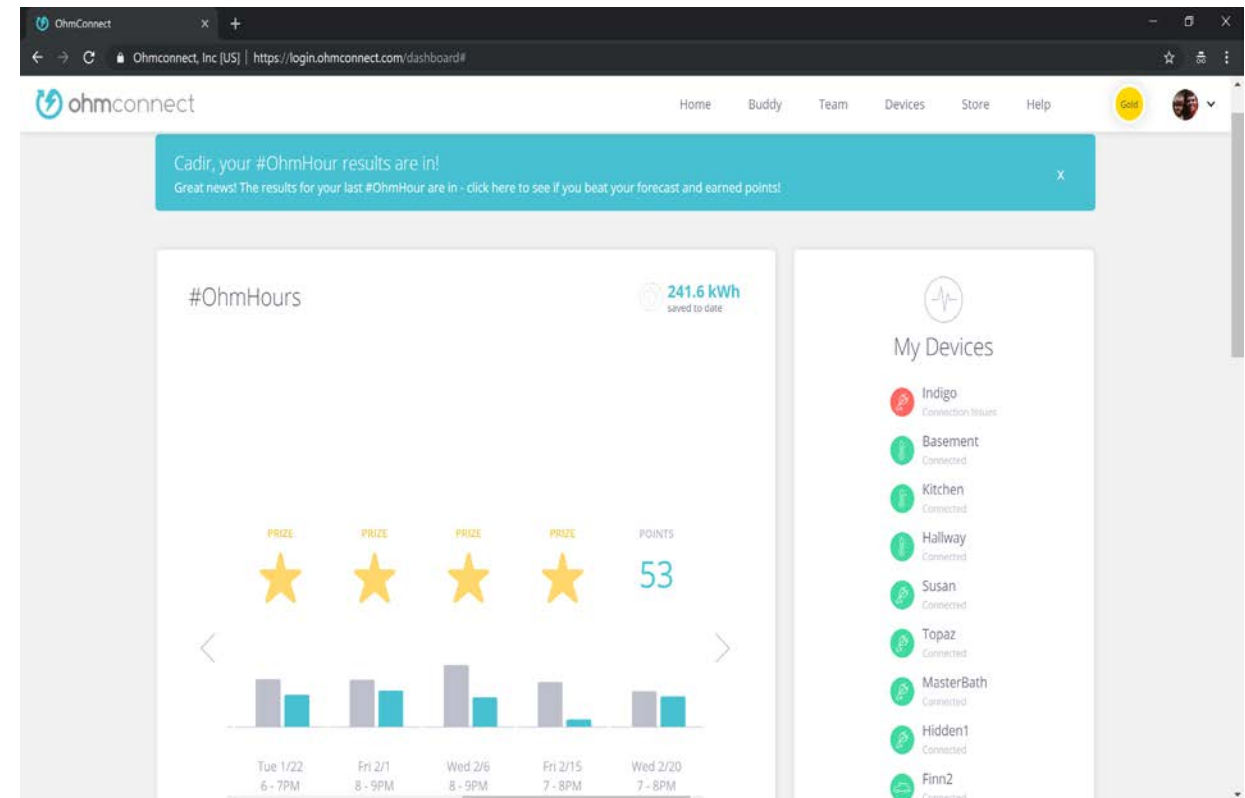 OhmConnect
Ohmconnect, Inc [US] | https://login.ohmconnect.com/dashboard#
ohmconnect
Home Buddy Team Devices Store Help
Gold
Cadir, your #OhmHour results are in!
Great news! The results for your last #OhmHour are in - click here to see if you beat your forecast and earned points!
X
#OhmHours
241.6 kWh
saved to date
PRIZE PRIZE PRIZE PRIZE POINTS
53
Tue 1/22 Fri 2/1 Wed 2/6 Fri 2/15 Wed 2/20
6 - 7PM 8 - 9PM 8 - 9PM 7 - 8PM 7 - 8PM
My Devices
Indigo
Connection Issues
Basement
Connected
Kitchen
Connected
Hallway
Connected
Susan
Connected
Topaz
Connected
MasterBath
Connected
Hidden1
Connected
Finn2
Connected